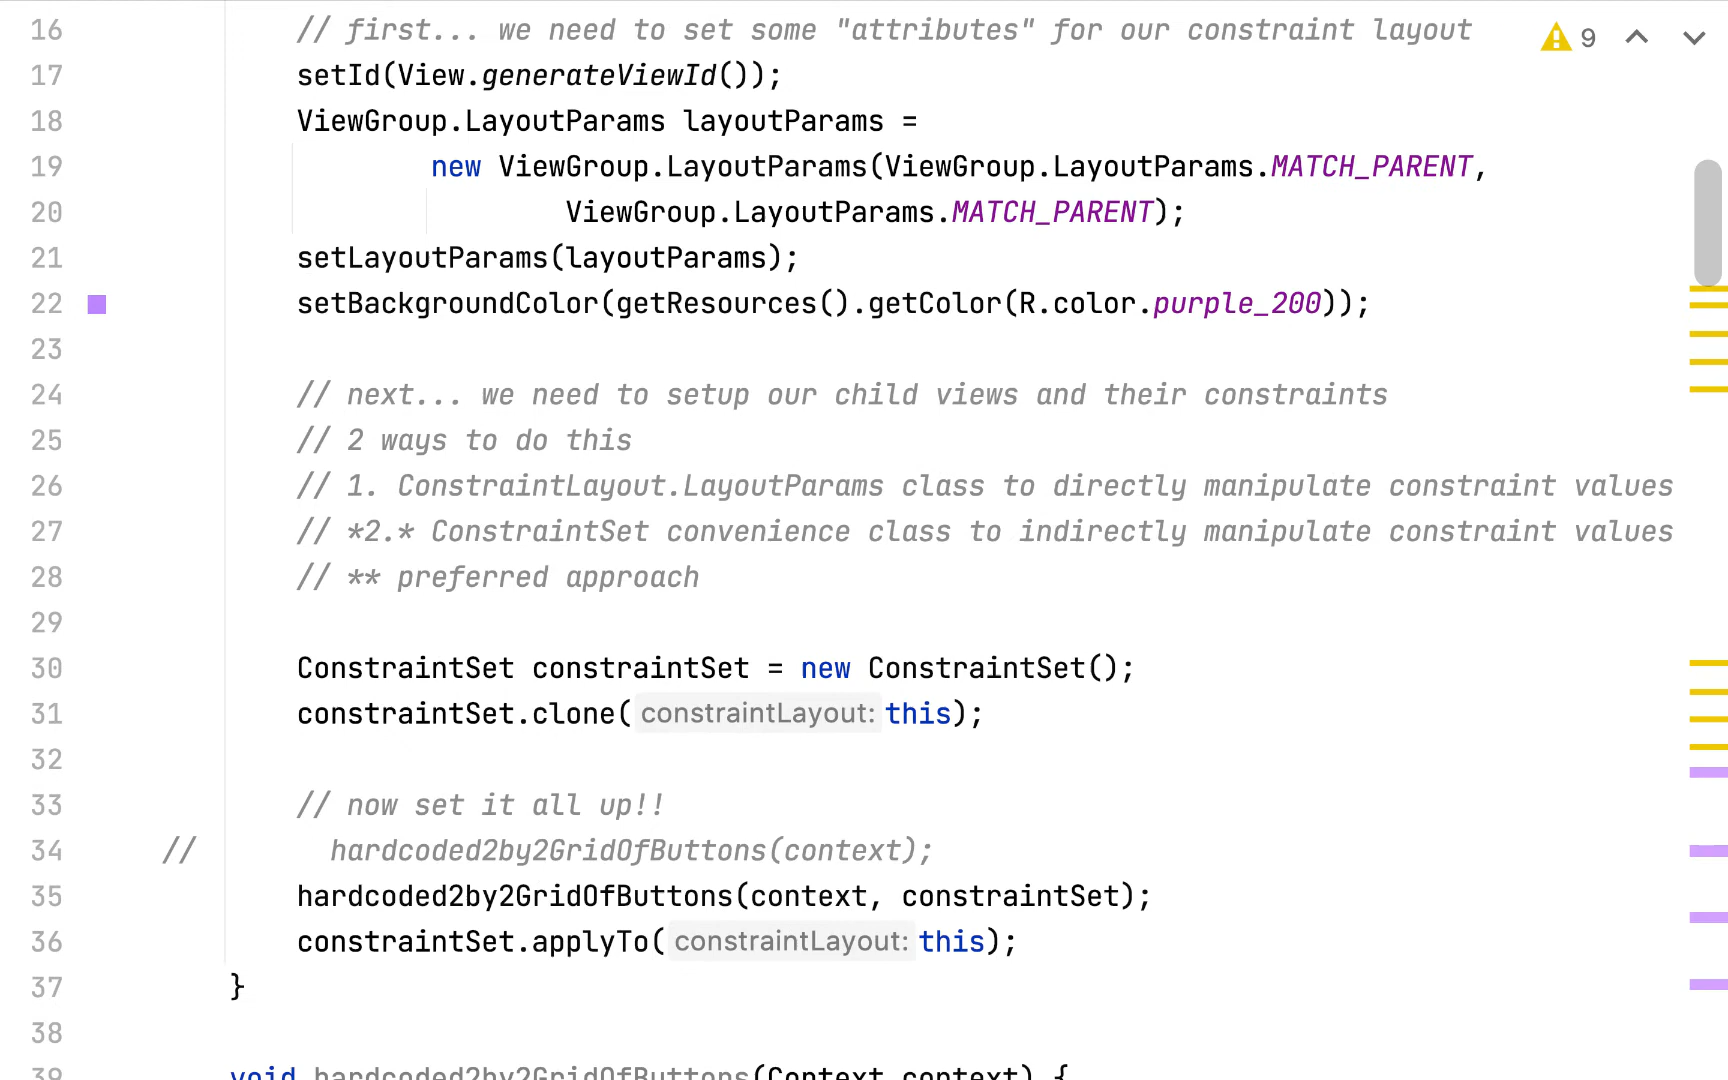 16 // first... we need to set some "attributes" for our constraint layout
9
17 setId(View.generateViewId());
18 ViewGroup.LayoutParams layoutParams =
19 new ViewGroup.LayoutParams(ViewGroup.LayoutParams.MATCH_PARENT,
20 ViewGroup.LayoutParams.MATCH_PARENT);
21 setLayoutParams(layoutParams);
22 setBackgroundColor(getResources().getColor(R.color.purple_200));
23
24 // next... we need to setup our child views and their constraints
25 // 2 ways to do this
26 // 1. ConstraintLayout.LayoutParams class to directly manipulate constraint values
27 // *2.* ConstraintSet convenience class to indirectly manipulate constraint values
28 // ** preferred approach
29
30 ConstraintSet constraintSet = new ConstraintSet();
31 constraintSet.clone( constraintLayout: this);
32
33 // now set it all up!!
34 // hardcoded2by2GridOfButtons(context);
35 hardcoded2by2GridOfButtons(context, constraintSet);
36 constraintSet.applyTo( constraintLayout: this);
37 }
38
39 void hardcoded2by2GridOfButtons(Context context) {